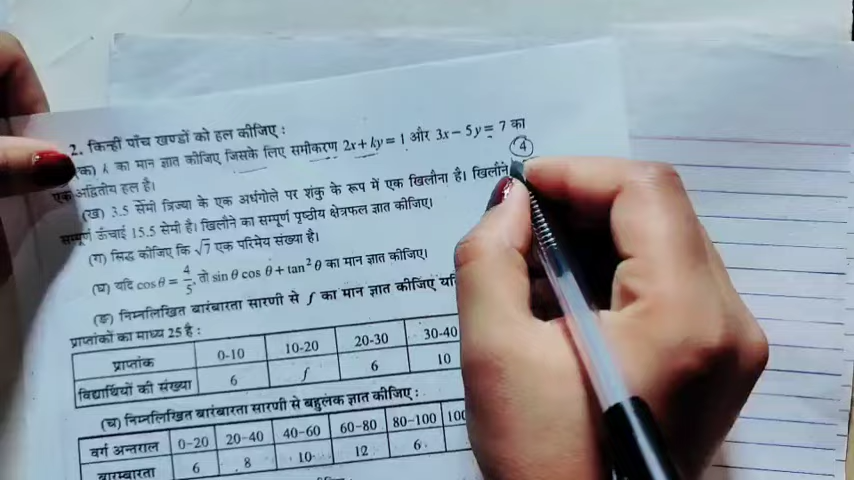 2. किन्हीं पाँच खण्डों को हल कीजिए :
(क) k का मान ज्ञात कीजिए जिसके लिए समीकरण 2x + ky = 1 और 3x − 5y = 7 का
एक अद्वितीय हल है।
4
(ख) 3.5 सेमी त्रिज्या के एक अर्धगोले पर शंकु के रूप में एक खिलौना है। खिलौने
सम्पूर्ण ऊँचाई 15.5 सेमी है। खिलौने का सम्पूर्ण पृष्ठीय क्षेत्रफल ज्ञात कीजिए।
(ग) सिद्ध कीजिए कि √7 एक परिमेय संख्या है।
(घ) यदि cos θ = 4/5, तो sin θ cos θ + tan² θ का मान ज्ञात कीजिए।
(ङ) निम्नलिखित बारंबारता सारणी से f का मान ज्ञात कीजिए यदि
प्राप्तांकों का माध्य 25 है :
प्राप्तांक 0-10 10-20 20-30 30-40
विद्यार्थियों की संख्या 6 f 6 10
(च) निम्नलिखित बारंबारता सारणी से बहुलक ज्ञात कीजिए :
वर्ग अन्तराल 0-20 20-40 40-60 60-80 80-100
बारम्बारता 6 8 10 12 6